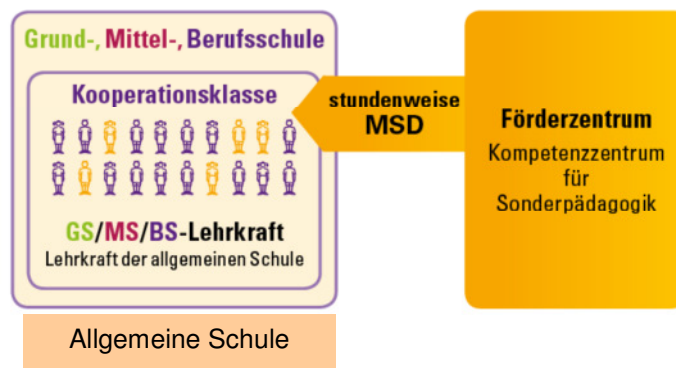 Grund-, Mittel-, Berufsschule
Kooperationsklasse
GS/MS/BS-Lehrkraft
Lehrkraft der allgemeinen Schule
stundenweise
MSD
Förderzentrum
Kompetenzzentrum
für
Sonderpädagogik
Allgemeine Schule